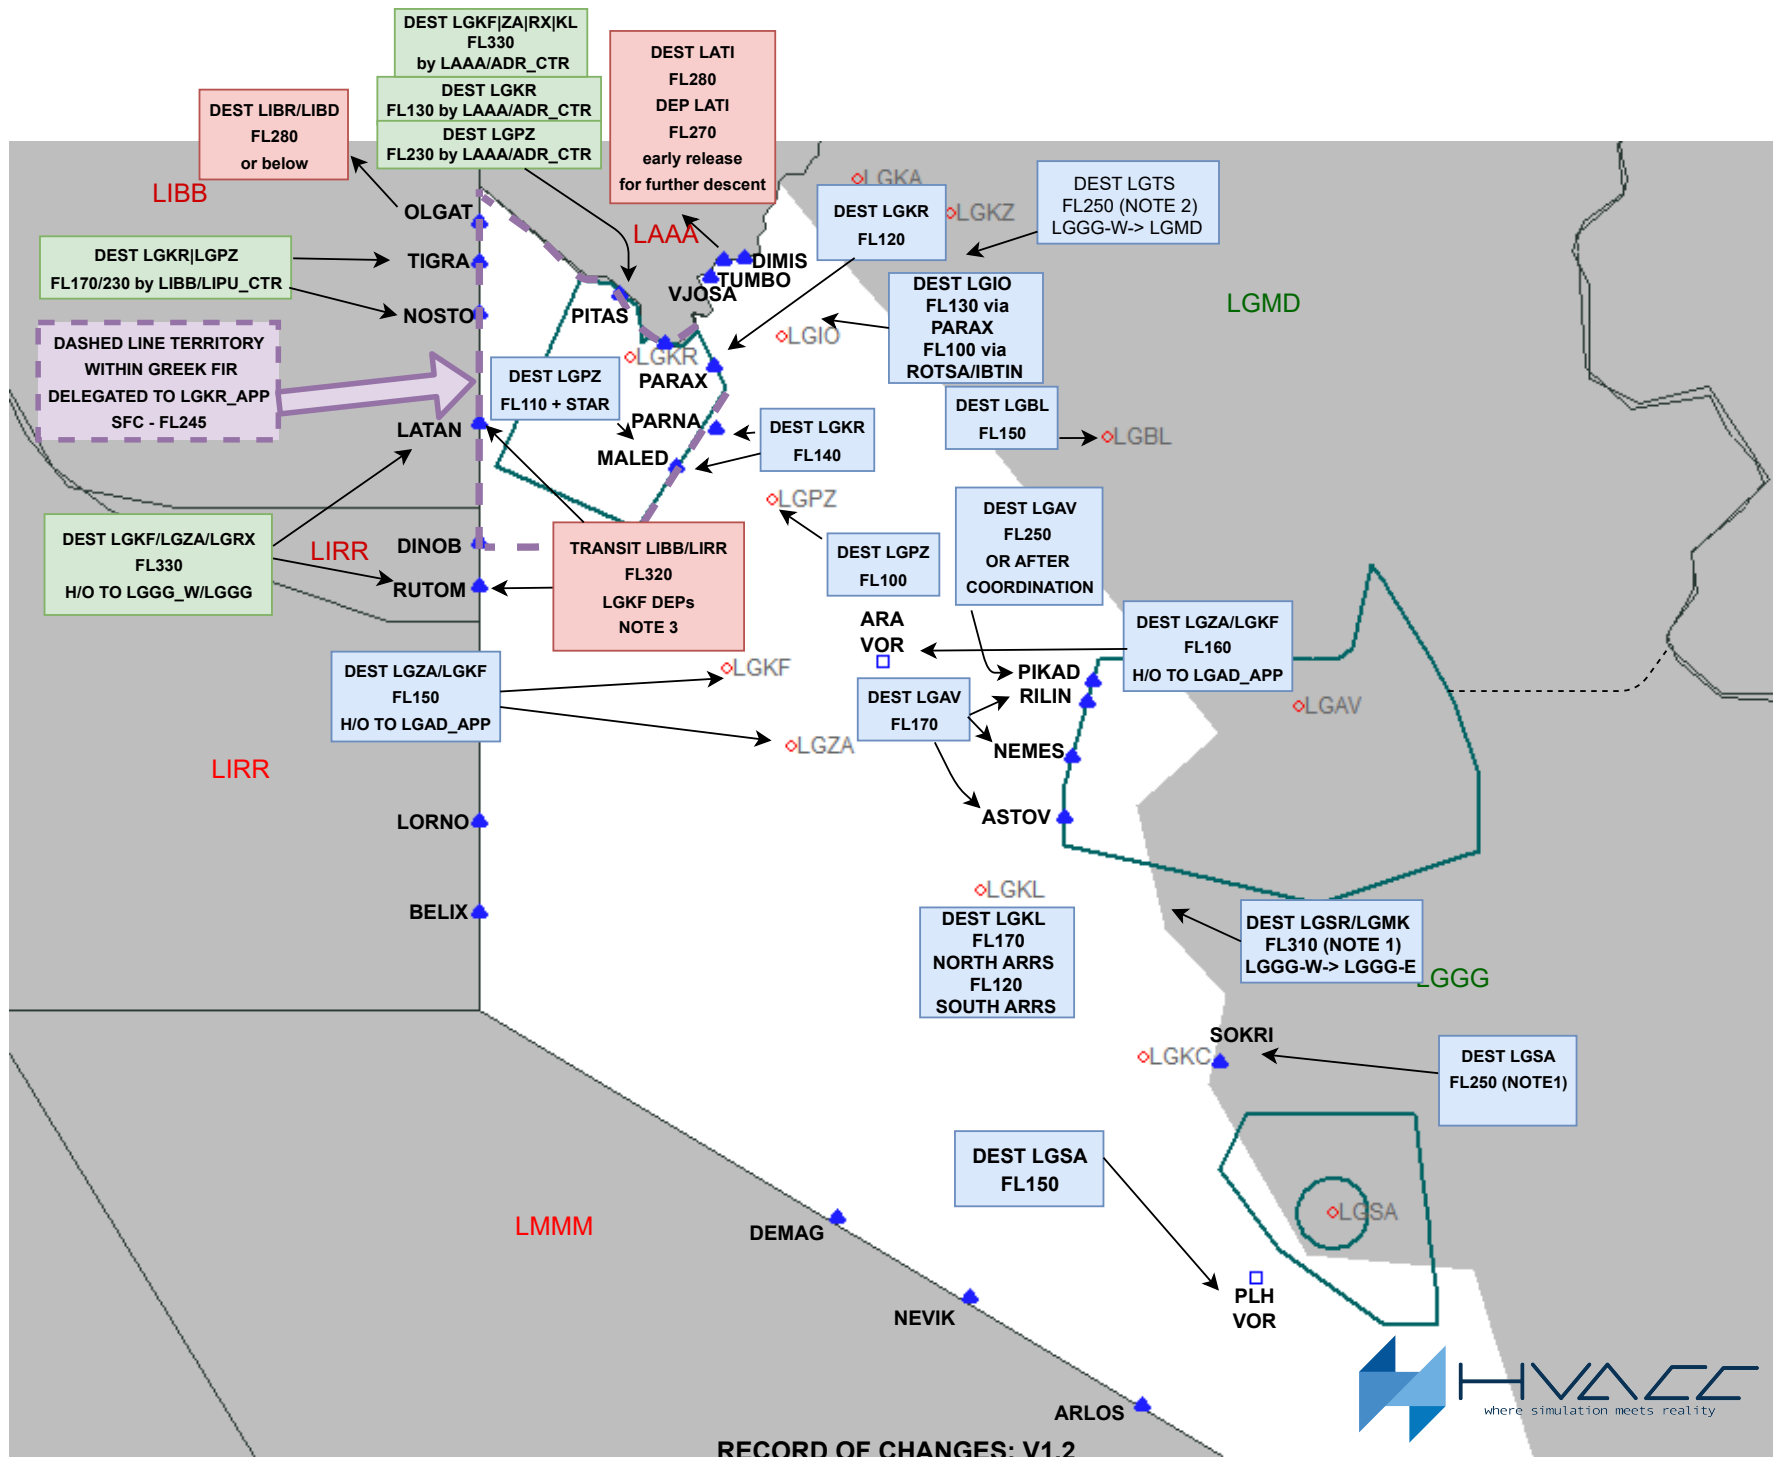 DEST LGKF|ZA|RX|KL
FL330
by LAAA/ADR_CTR
DEST LGKR
FL130 by LAAA/ADR_CTR
DEST LGPZ
FL230 by LAAA/ADR_CTR
DEST LATI
FL280
DEP LATI
FL270
early release
for further descent
DEST LIBR/LIBD
FL280
or below
LIBB
OLGAT
LAAA
LGKA
LGKZ
DEST LGKR
FL120
DEST LGTS
FL250 (NOTE 2)
LGGG-W-> LGMD
DEST LGKR|LGPZ
FL170/230 by LIBB/LIPU_CTR
TIGRA
DIMIS
TUMBO
VJOSA
NOSTO
PITAS
LGIO
DEST LGIO
FL130 via
PARAX
FL100 via
ROTSA/IBTIN
LGMD
DASHED LINE TERRITORY
WITHIN GREEK FIR
DELEGATED TO LGKR_APP
SFC - FL245
LGKR
PARAX
DEST LGPZ
FL110 + STAR
LATAN
PARNA
MALED
DEST LGKR
FL140
DEST LGBL
FL150
LGBL
LGPZ
DEST LGKF/LGZA/LGRX
FL330
H/O TO LGGG_W/LGGG
LIRR
DINOB
RUTOM
TRANSIT LIBB/LIRR
FL320
LGKF DEPs
NOTE 3
DEST LGPZ
FL100
DEST LGAV
FL250
OR AFTER
COORDINATION
ARA
VOR
DEST LGZA/LGKF
FL160
H/O TO LGAD_APP
DEST LGZA/LGKF
FL150
H/O TO LGAD_APP
LGKF
PIKAD
RILIN
DEST LGAV
FL170
LGAV
LGZA
NEMES
LIRR
LORNO
ASTOV
BELIX
LGKL
DEST LGKL
FL170
NORTH ARRS
FL120
SOUTH ARRS
DEST LGSR/LGMK
FL310 (NOTE 1)
LGGG-W-> LGGG-E
LGGG
SOKRI
LGKC
DEST LGSA
FL250 (NOTE1)
DEST LGSA
FL150
LGSA
LMMM
DEMAG
NEVIK
PLH
VOR
ARLOS
HVACC
where simulation meets reality
RECORD OF CHANGES: V1.2